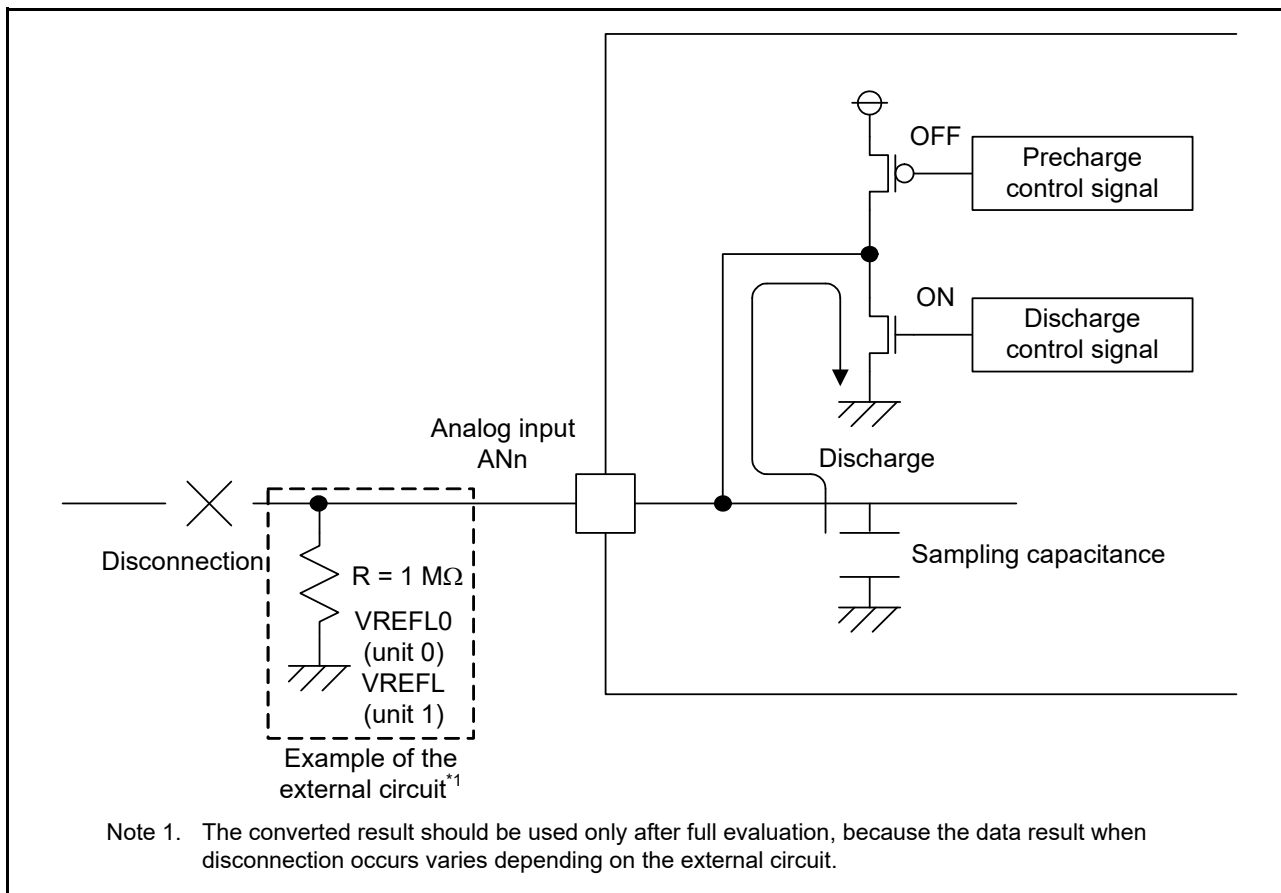 OFF
Precharge
control signal
ON
Discharge
control signal
Analog input
ANn
Discharge
Disconnection
R = 1 MΩ
Sampling capacitance
VREFL0
(unit 0)
VREFL
(unit 1)
Example of the
external circuit*1
Note 1. The converted result should be used only after full evaluation, because the data result when
disconnection occurs varies depending on the external circuit.